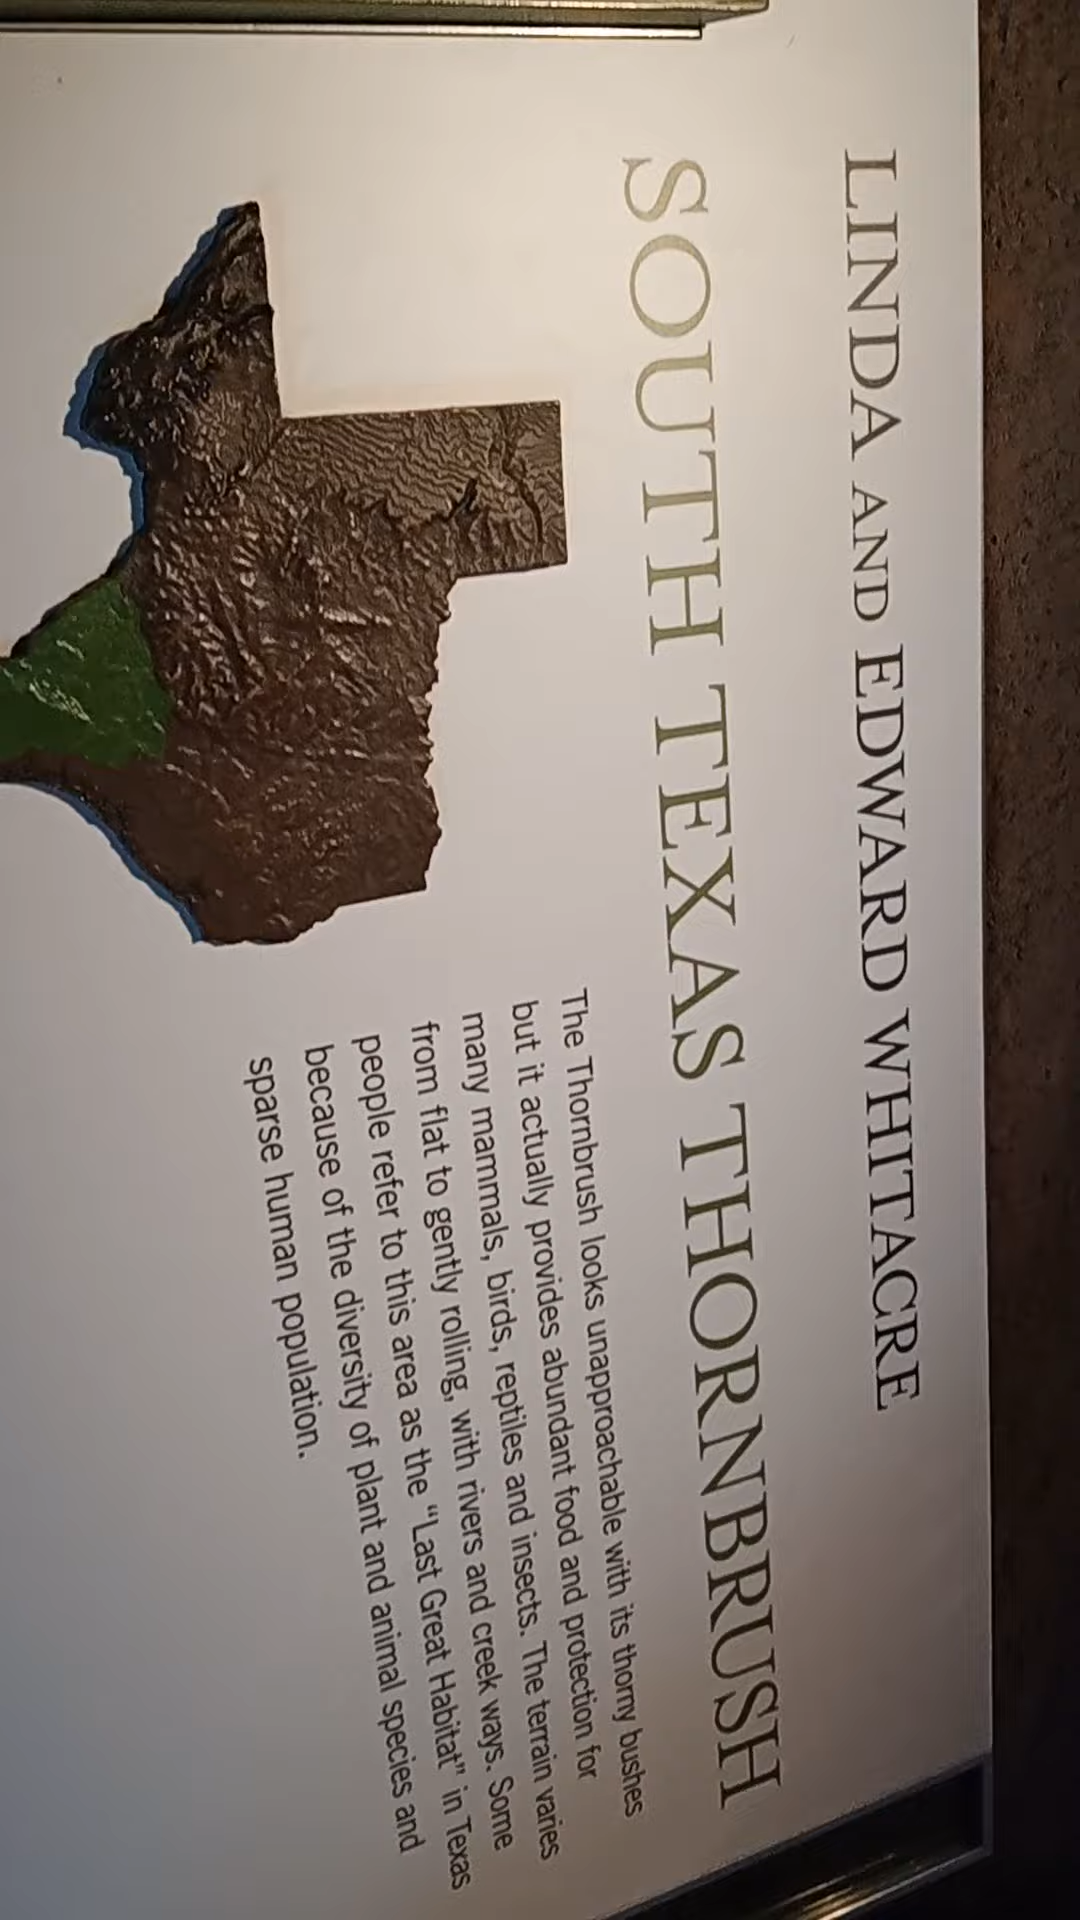 LINDA AND EDWARD WHITACRE
SOUTH TEXAS THORNBRUSH
The Thornbrush looks unapproachable with its thorny bushes
but it actually provides abundant food and protection for
many mammals, birds, reptiles and insects. The terrain varies
from flat to gently rolling, with rivers and creek ways. Some
people refer to this area as the “Last Great Habitat” in Texas
because of the diversity of plant and animal species and
sparse human population.